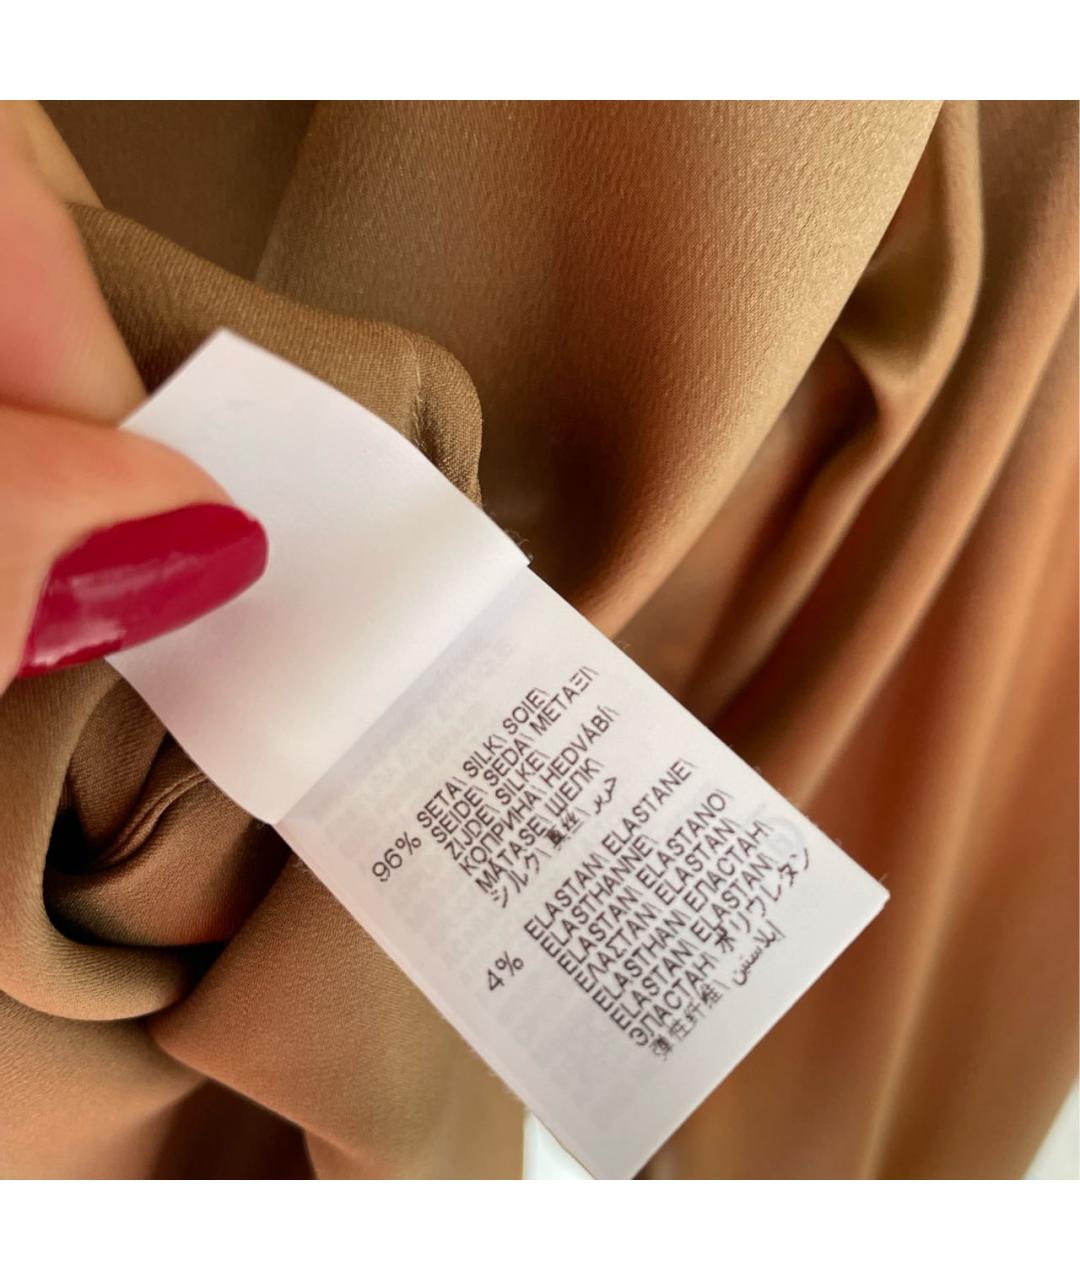 96% SETA\ SILK\ SOIE\
SEIDE\ SEDA\ ΜΕΤΑΞΙ\
ZIJDE\ SILKE\
КОПРИНА\ HEDVÁBÍ\
MĂTASE\ ШЕЛК\
シルク\ 真丝\ حرير
4% ELASTAN\ ELASTANE\
ELASTHANNE\
ELASTAN\ ELASTANO\
ΕΛΑΣΤΑΝ\ ELASTAN\
ELASTHAN\ ЕПАСТАН\
ELASTAN\ ELASTAN\
ЭПАСТАН\ ポリウレタン
弹性纤维\ إيلاستين